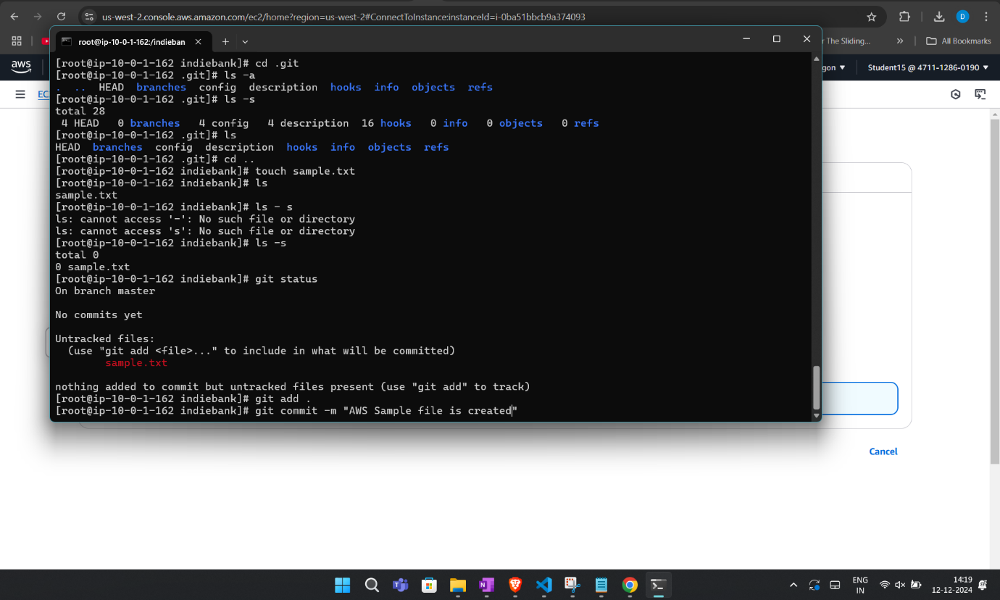 us-west-2.console.aws.amazon.com/ec2/home?region=us-west-2#ConnectToInstance:instanceId=i-0ba51bbcb9a374093
D
root@ip-10-0-1-162:/indieban
The Sliding...
All Bookmarks
aws
gon
Student15 @ 4711-1286-0190
EC
[root@ip-10-0-1-162 indiebank]# cd .git
[root@ip-10-0-1-162 .git]# ls -a
. .. HEAD branches config description hooks info objects refs
[root@ip-10-0-1-162 .git]# ls -s
total 28
4 HEAD 0 branches 4 config 4 description 16 hooks 0 info 0 objects 0 refs
[root@ip-10-0-1-162 .git]# ls
HEAD branches config description hooks info objects refs
[root@ip-10-0-1-162 .git]# cd ..
[root@ip-10-0-1-162 indiebank]# touch sample.txt
[root@ip-10-0-1-162 indiebank]# ls
sample.txt
[root@ip-10-0-1-162 indiebank]# ls - s
ls: cannot access '-': No such file or directory
ls: cannot access 's': No such file or directory
[root@ip-10-0-1-162 indiebank]# ls -s
total 0
0 sample.txt
[root@ip-10-0-1-162 indiebank]# git status
On branch master
No commits yet
Untracked files:
(use "git add <file>..." to include in what will be committed)
sample.txt
nothing added to commit but untracked files present (use "git add" to track)
[root@ip-10-0-1-162 indiebank]# git add .
[root@ip-10-0-1-162 indiebank]# git commit -m "AWS Sample file is created"
Cancel
ENG
IN
14:19
12-12-2024